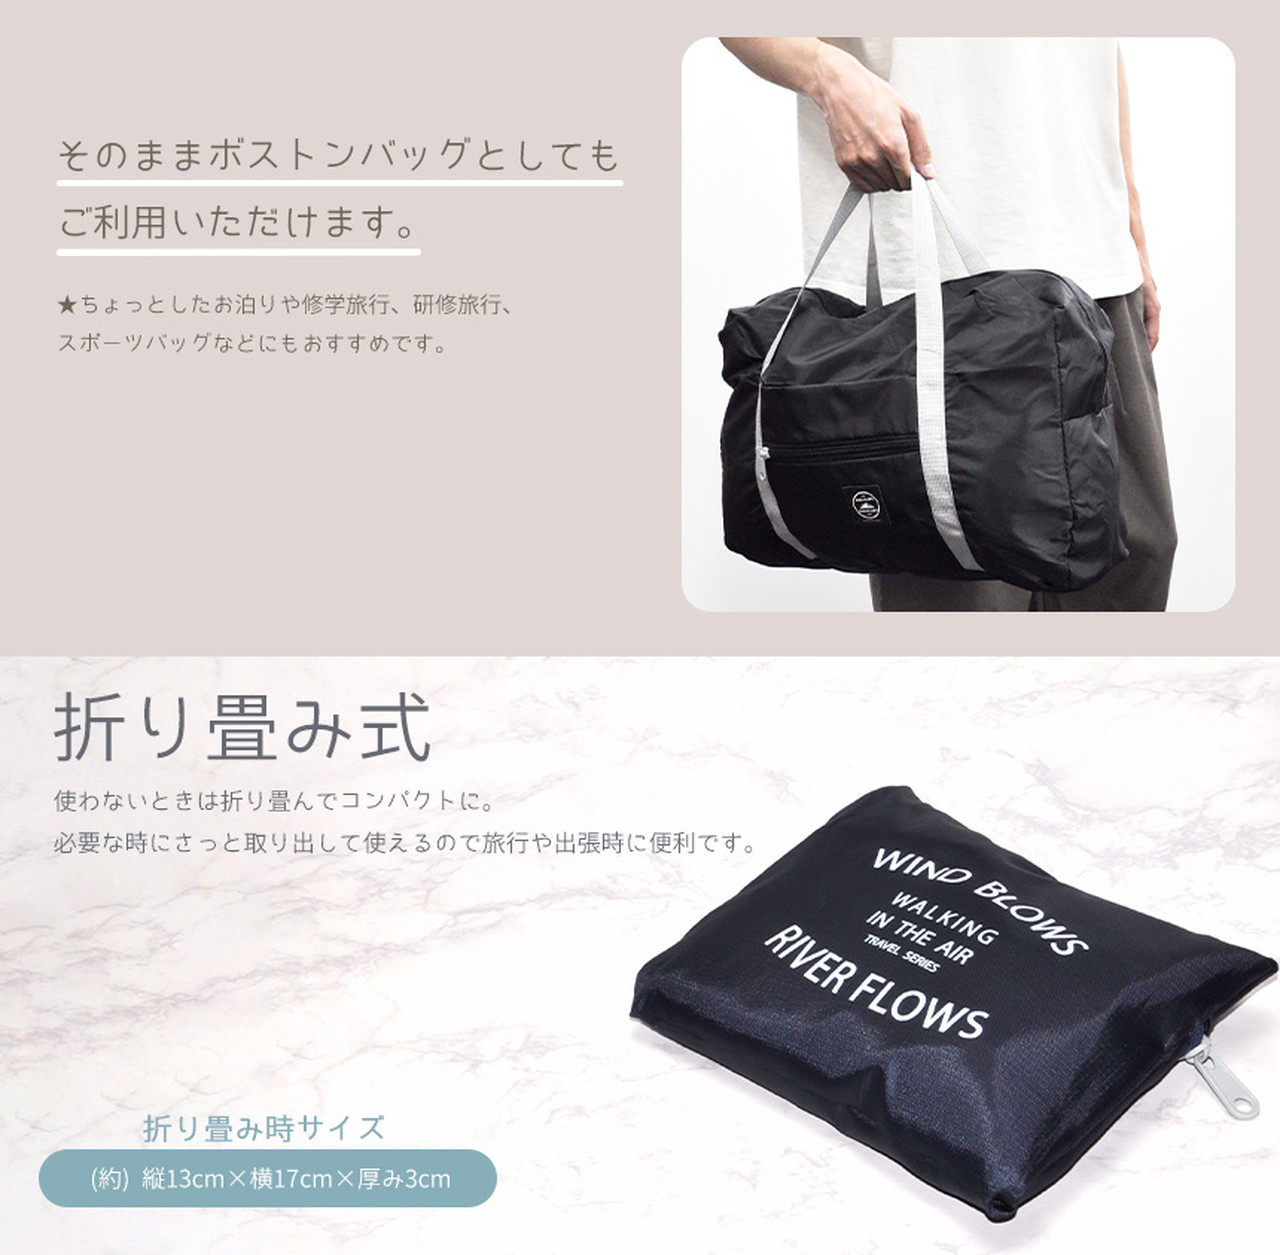 そのままボストンバッグとしても
ご利用いただけます。
★ちょっとしたお泊りや修学旅行、研修旅行、
スポーツバッグなどにもおすすめです。
折り畳み式
使わないときは折り畳んでコンパクトに。
必要な時にさっと取り出して使えるので旅行や出張時に便利です。
WIND BLOWS
WALKING
IN THE AIR
TRAVEL SERIES
RIVER FLOWS
折り畳み時サイズ
(約) 縦13cm×横17cm×厚み3cm